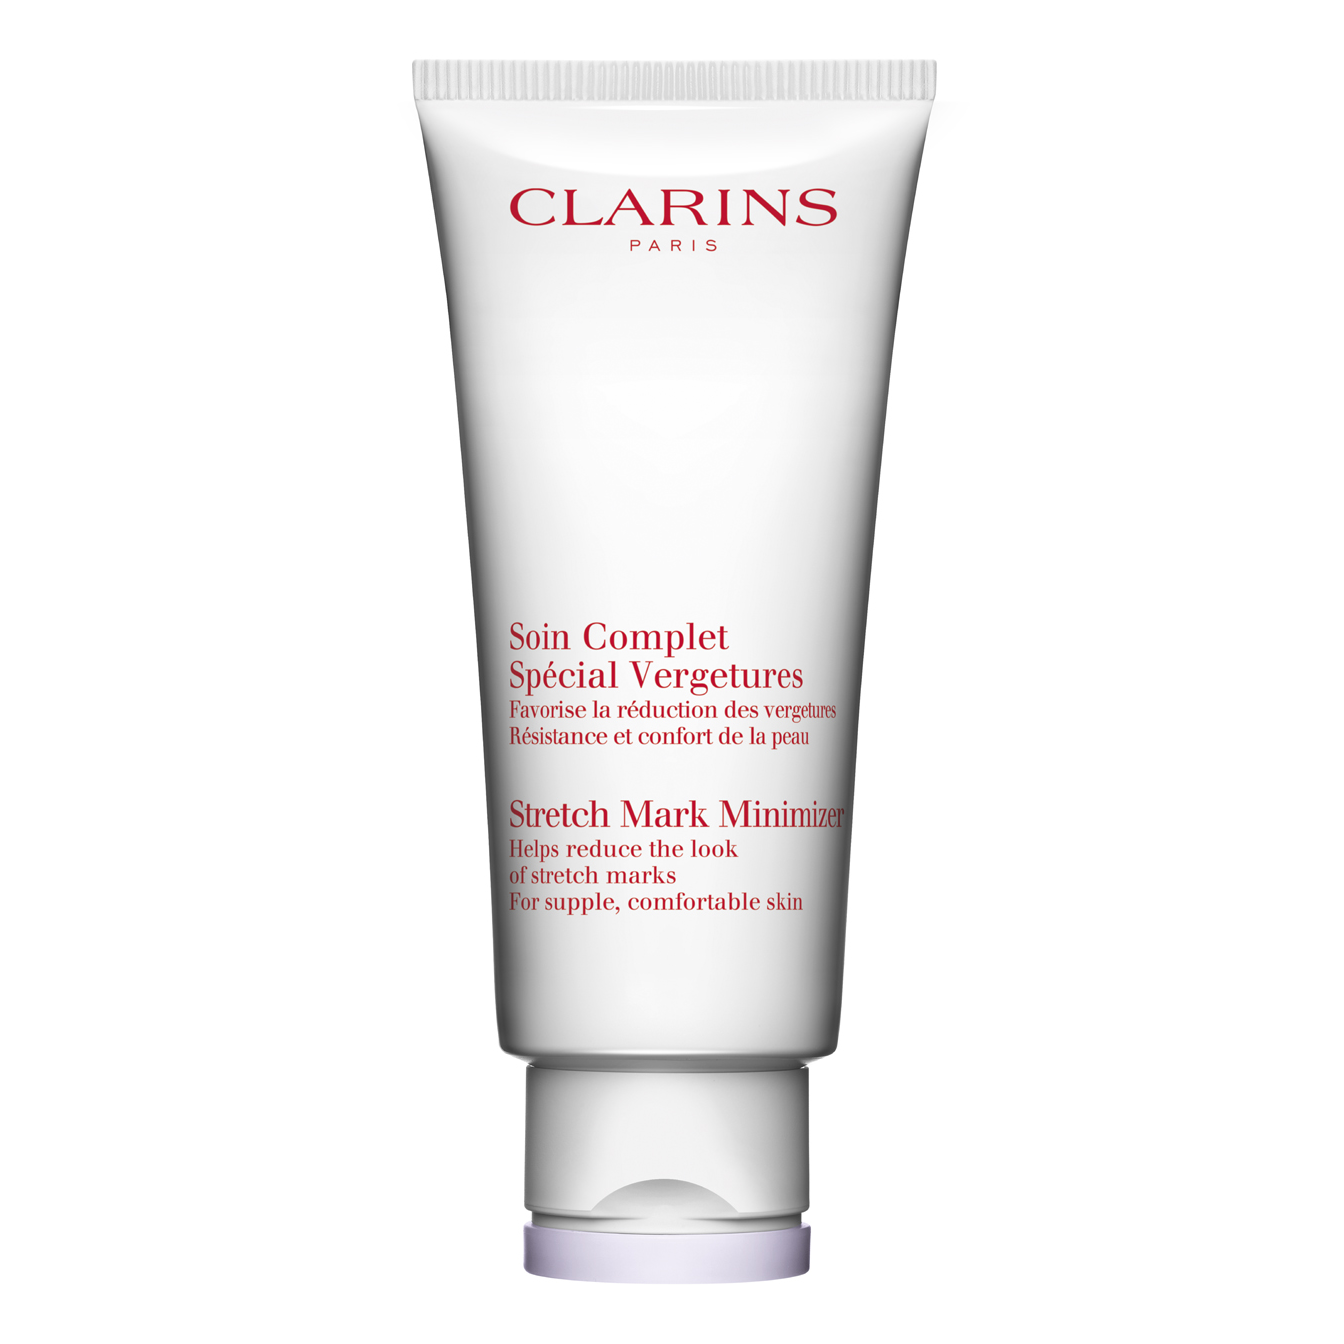 CLARINS
PARIS
Soin Complet
Spécial Vergetures
Favorise la réduction des vergetures
Résistance et confort de la peau
Stretch Mark Minimizer
Helps reduce the look
of stretch marks
For supple, comfortable skin